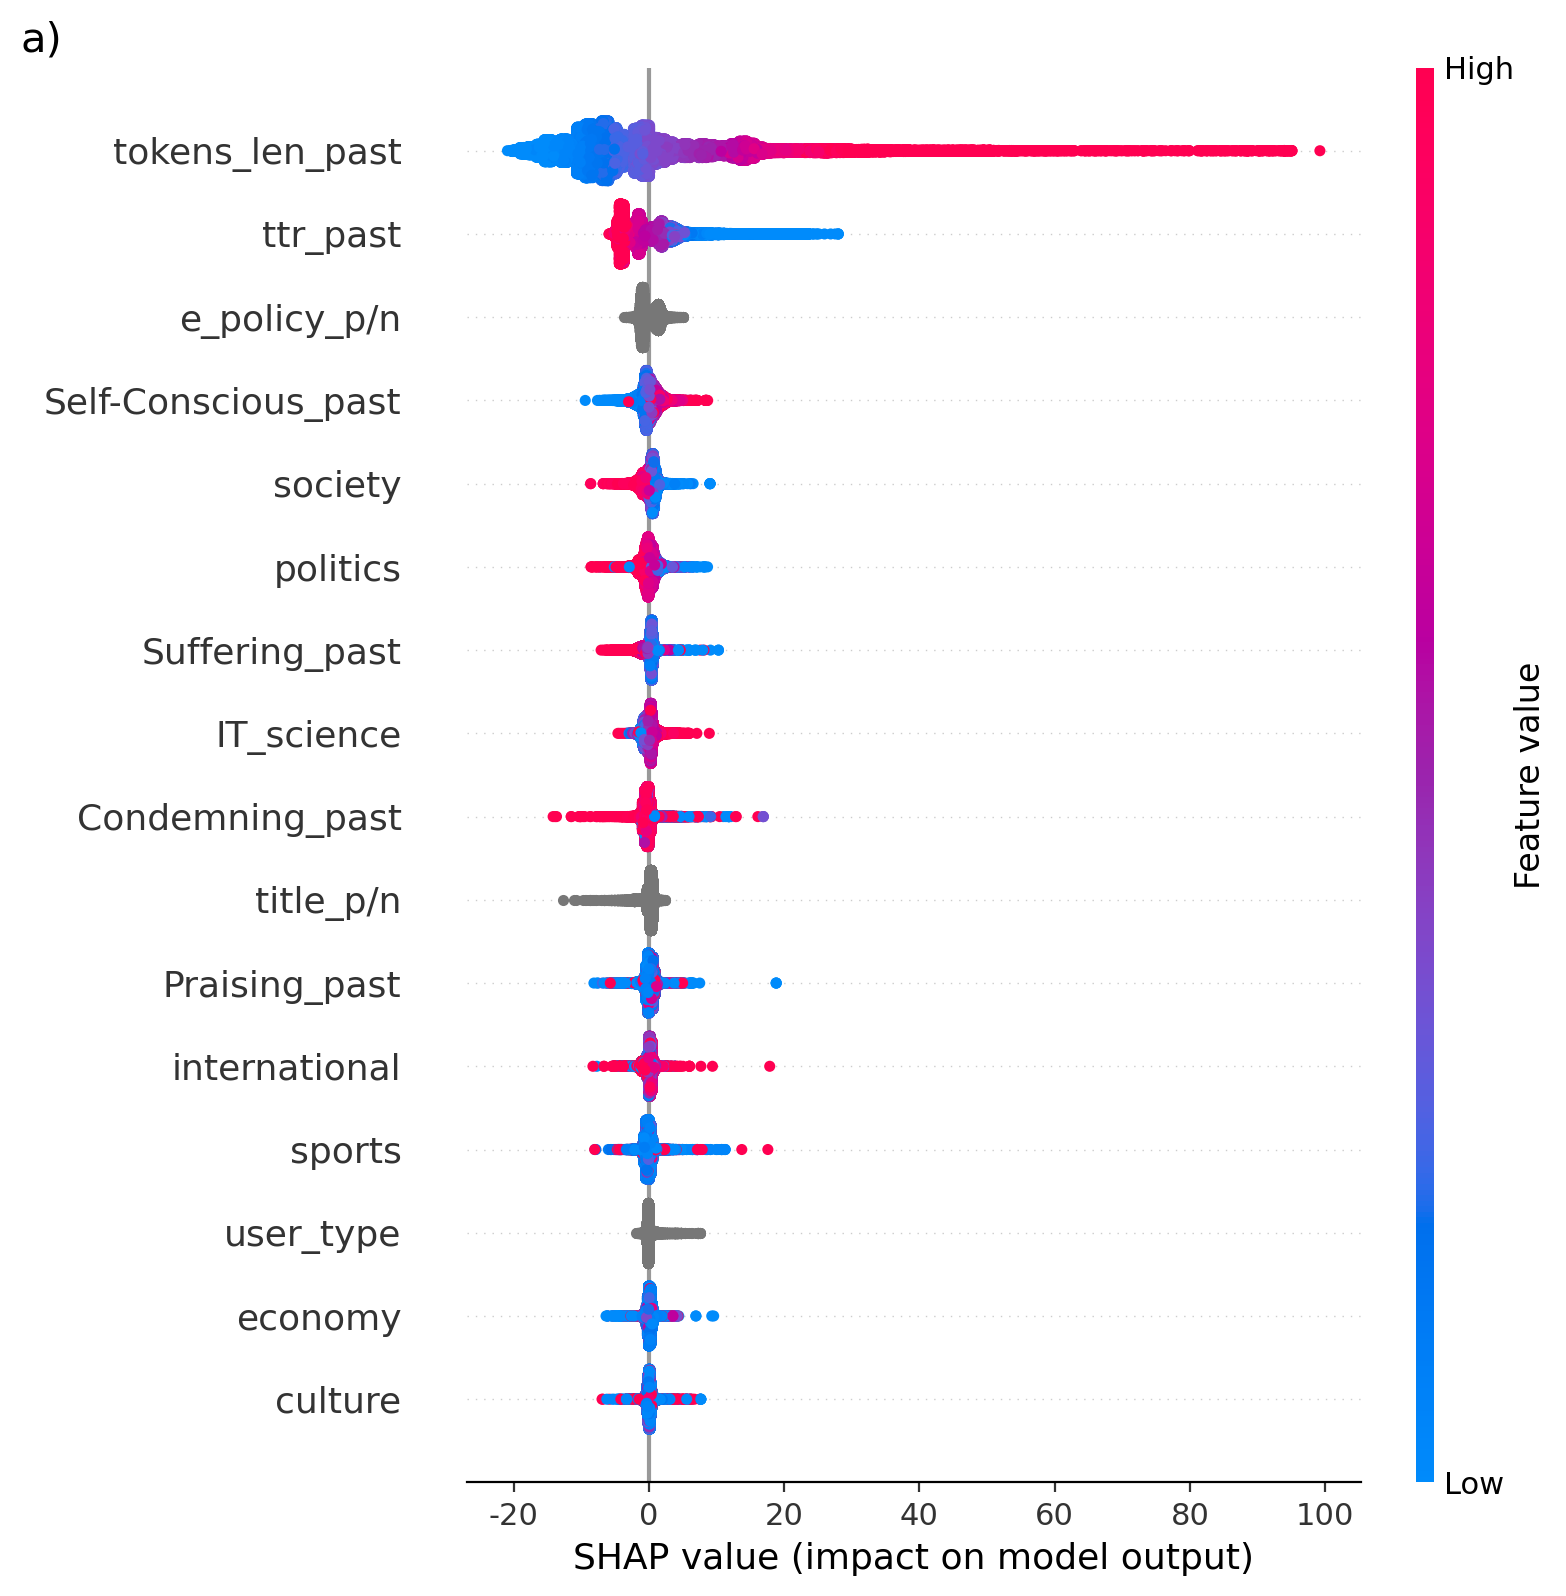 a)
High
tokens_len_past
ttr_past
e_policy_p/n
Self-Conscious_past
society
politics
Suffering_past
IT_science
Condemning_past
title_p/n
Praising_past
international
sports
user_type
economy
culture
Feature value
Low
-20 0 20 40 60 80 100
SHAP value (impact on model output)